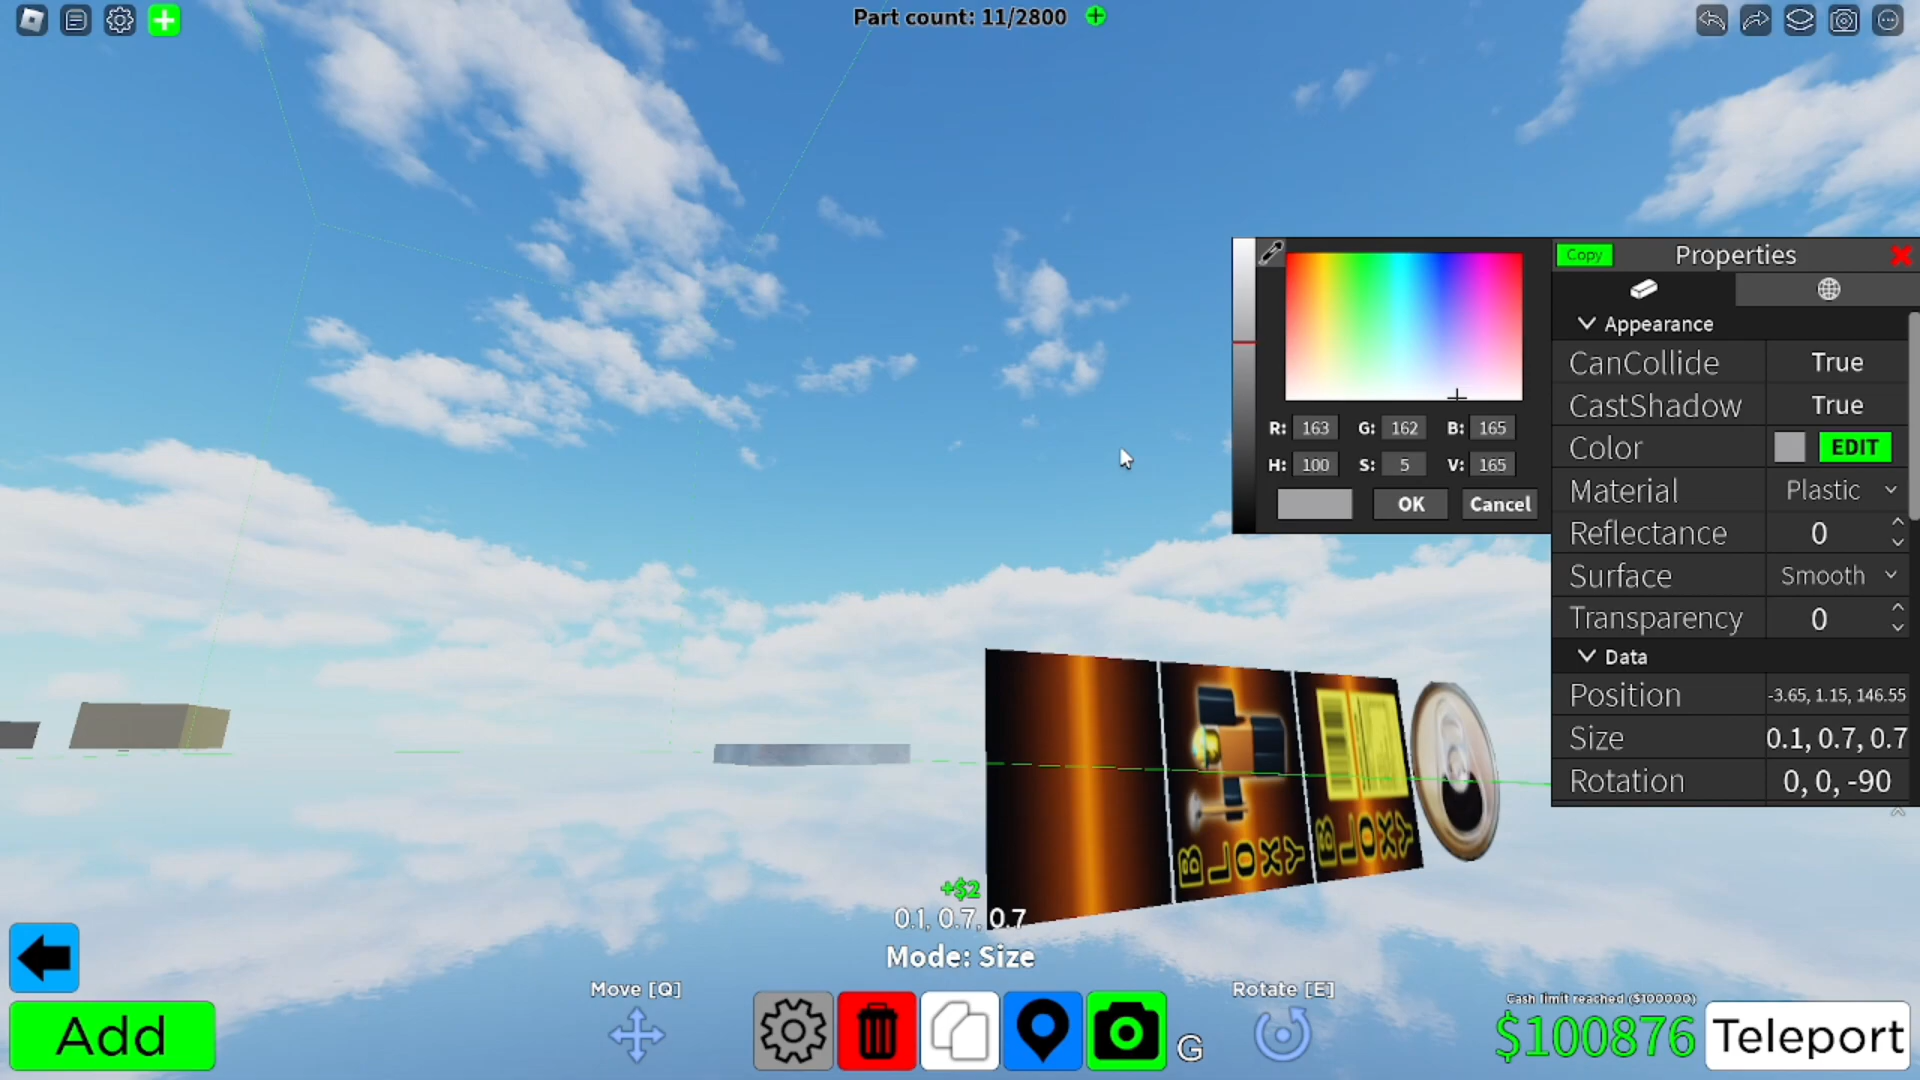 Part count: 11/2800
Copy
Properties
Appearance
CanCollide True
CastShadow True
Color EDIT
Material Plastic
Reflectance 0
Surface Smooth
Transparency 0
Data
Position -3.65, 1.15, 146.55
Size 0.1, 0.7, 0.7
Rotation 0, 0, -90
R: 163 G: 162 B: 165
H: 100 S: 5 V: 165
OK Cancel
BLOXY
BLOXY
+$2
0.1, 0.7, 0.7
Mode: Size
Move [Q]
Rotate [E]
G
Add
Cash limit reached ($100000)
$100876
Teleport